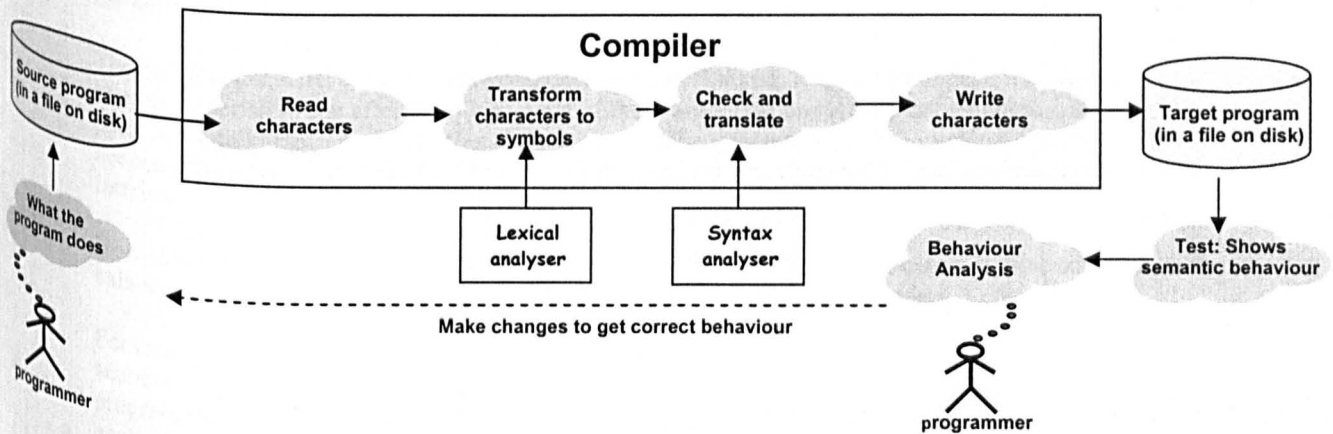 Compiler
Source program
(in a file on disk)
Read
characters
Transform
characters to
symbols
Check and
translate
Write
characters
Target program
(in a file on disk)
What the
program does
Lexical
analyser
Syntax
analyser
Behaviour
Analysis
Test: Shows
semantic behaviour
Make changes to get correct behaviour
programmer
programmer